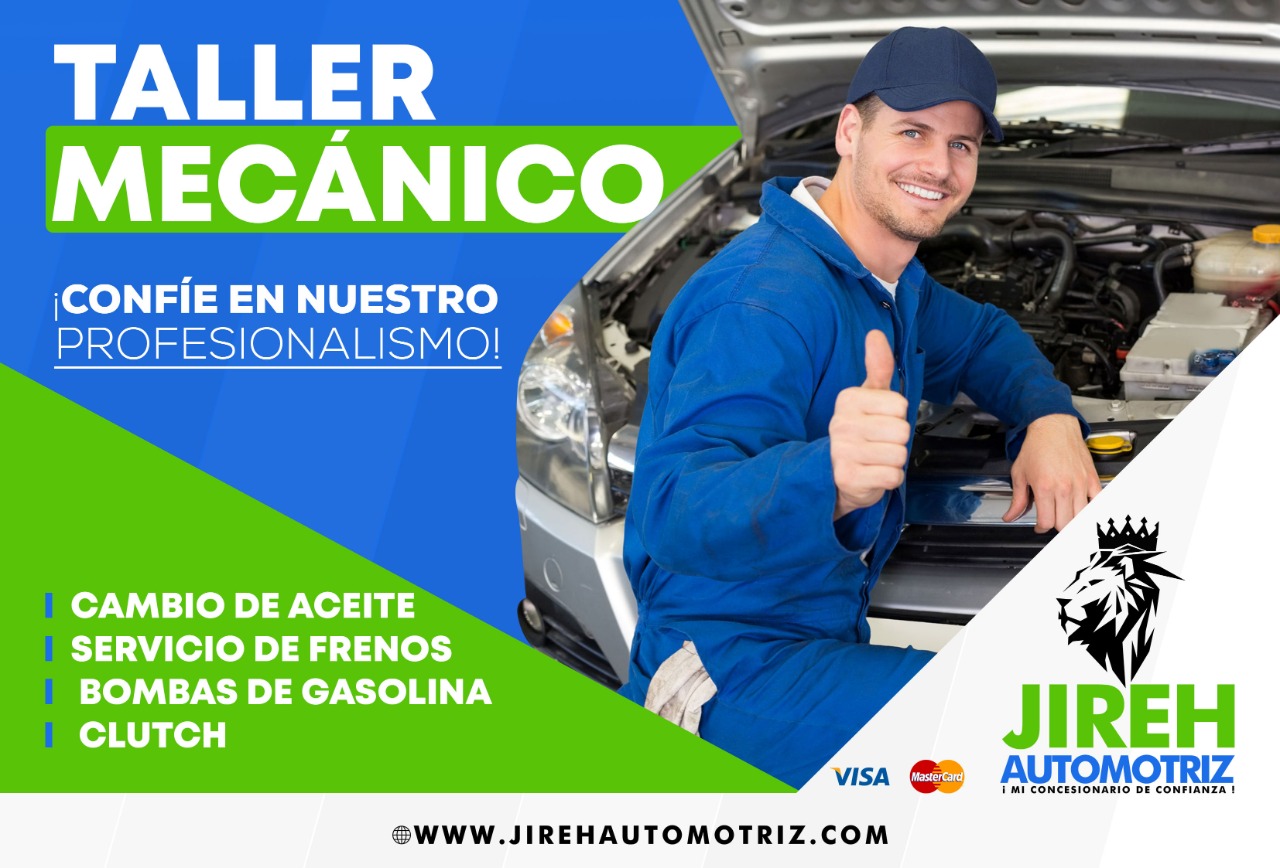 TALLER
MECÁNICO
¡CONFÍE EN NUESTRO
PROFESIONALISMO!
CAMBIO DE ACEITE
SERVICIO DE FRENOS
BOMBAS DE GASOLINA
CLUTCH
VISA
MasterCard
JIREH
AUTOMOTRIZ
¡ MI CONCESIONARIO DE CONFIANZA !
WWW.JIREHAUTOMOTRIZ.COM